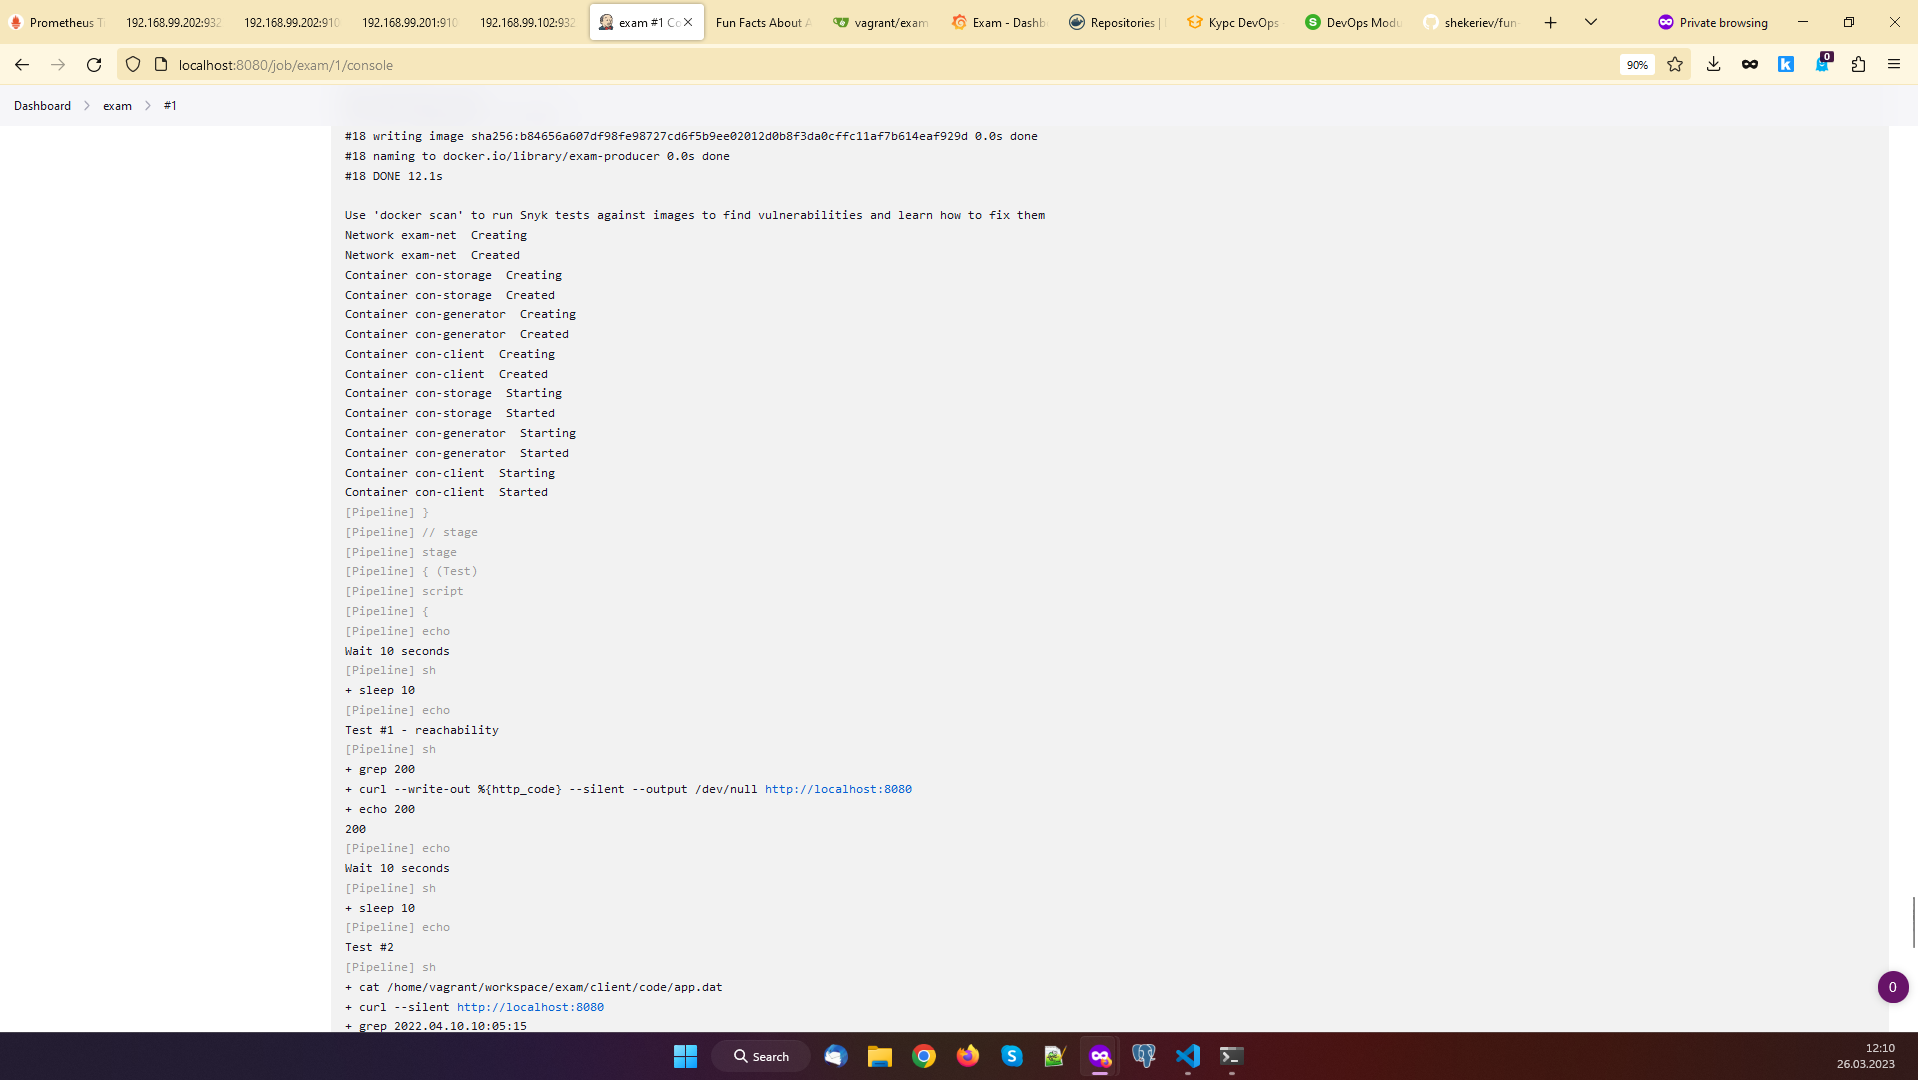 Prometheus Ti
192.168.99.202:932
192.168.99.202:910
192.168.99.201:910
192.168.99.102:932
exam #1 Co
Fun Facts About A
vagrant/exam
Exam - Dashb
Repositories |
Курс DevOps -
DevOps Modu
shekeriev/fun-
Private browsing
localhost:8080/job/exam/1/console
90%
0
Dashboard
exam
#1
#18 writing image sha256:b84656a607df98fe98727cd6f5b9ee02012d0b8f3da0cffc11af7b614eaf929d 0.0s done
#18 naming to docker.io/library/exam-producer 0.0s done
#18 DONE 12.1s
Use 'docker scan' to run Snyk tests against images to find vulnerabilities and learn how to fix them
Network exam-net  Creating
Network exam-net  Created
Container con-storage  Creating
Container con-storage  Created
Container con-generator  Creating
Container con-generator  Created
Container con-client  Creating
Container con-client  Created
Container con-storage  Starting
Container con-storage  Started
Container con-generator  Starting
Container con-generator  Started
Container con-client  Starting
Container con-client  Started
[Pipeline] }
[Pipeline] // stage
[Pipeline] stage
[Pipeline] { (Test)
[Pipeline] script
[Pipeline] {
[Pipeline] echo
Wait 10 seconds
[Pipeline] sh
+ sleep 10
[Pipeline] echo
Test #1 - reachability
[Pipeline] sh
+ grep 200
+ curl --write-out %{http_code} --silent --output /dev/null http://localhost:8080
+ echo 200
200
[Pipeline] echo
Wait 10 seconds
[Pipeline] sh
+ sleep 10
[Pipeline] echo
Test #2
[Pipeline] sh
+ cat /home/vagrant/workspace/exam/client/code/app.dat
+ curl --silent http://localhost:8080
+ grep 2022.04.10.10:05:15
0
Search
12:10
26.03.2023